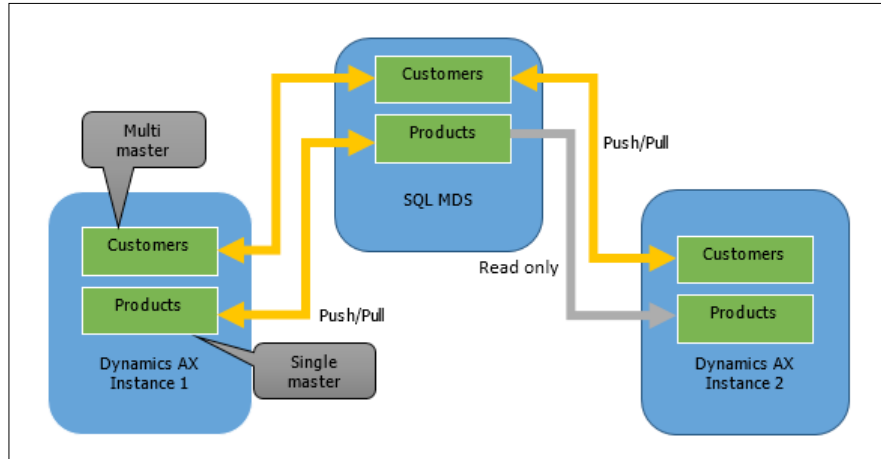 Customers
Products
SQL MDS
Multi
master
Customers
Products
Dynamics AX
Instance 1
Single
master
Push/Pull
Push/Pull
Read only
Customers
Products
Dynamics AX
Instance 2